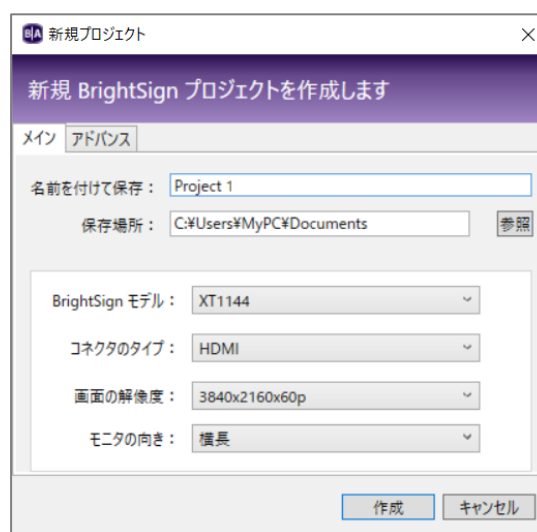 B|A 新規プロジェクト
新規 BrightSign プロジェクトを作成します
メイン アドバンス
名前を付けて保存： Project 1
保存場所： C:¥Users¥MyPC¥Documents 参照
BrightSign モデル： XT1144
コネクタのタイプ： HDMI
画面の解像度： 3840x2160x60p
モニタの向き： 横長
作成 キャンセル